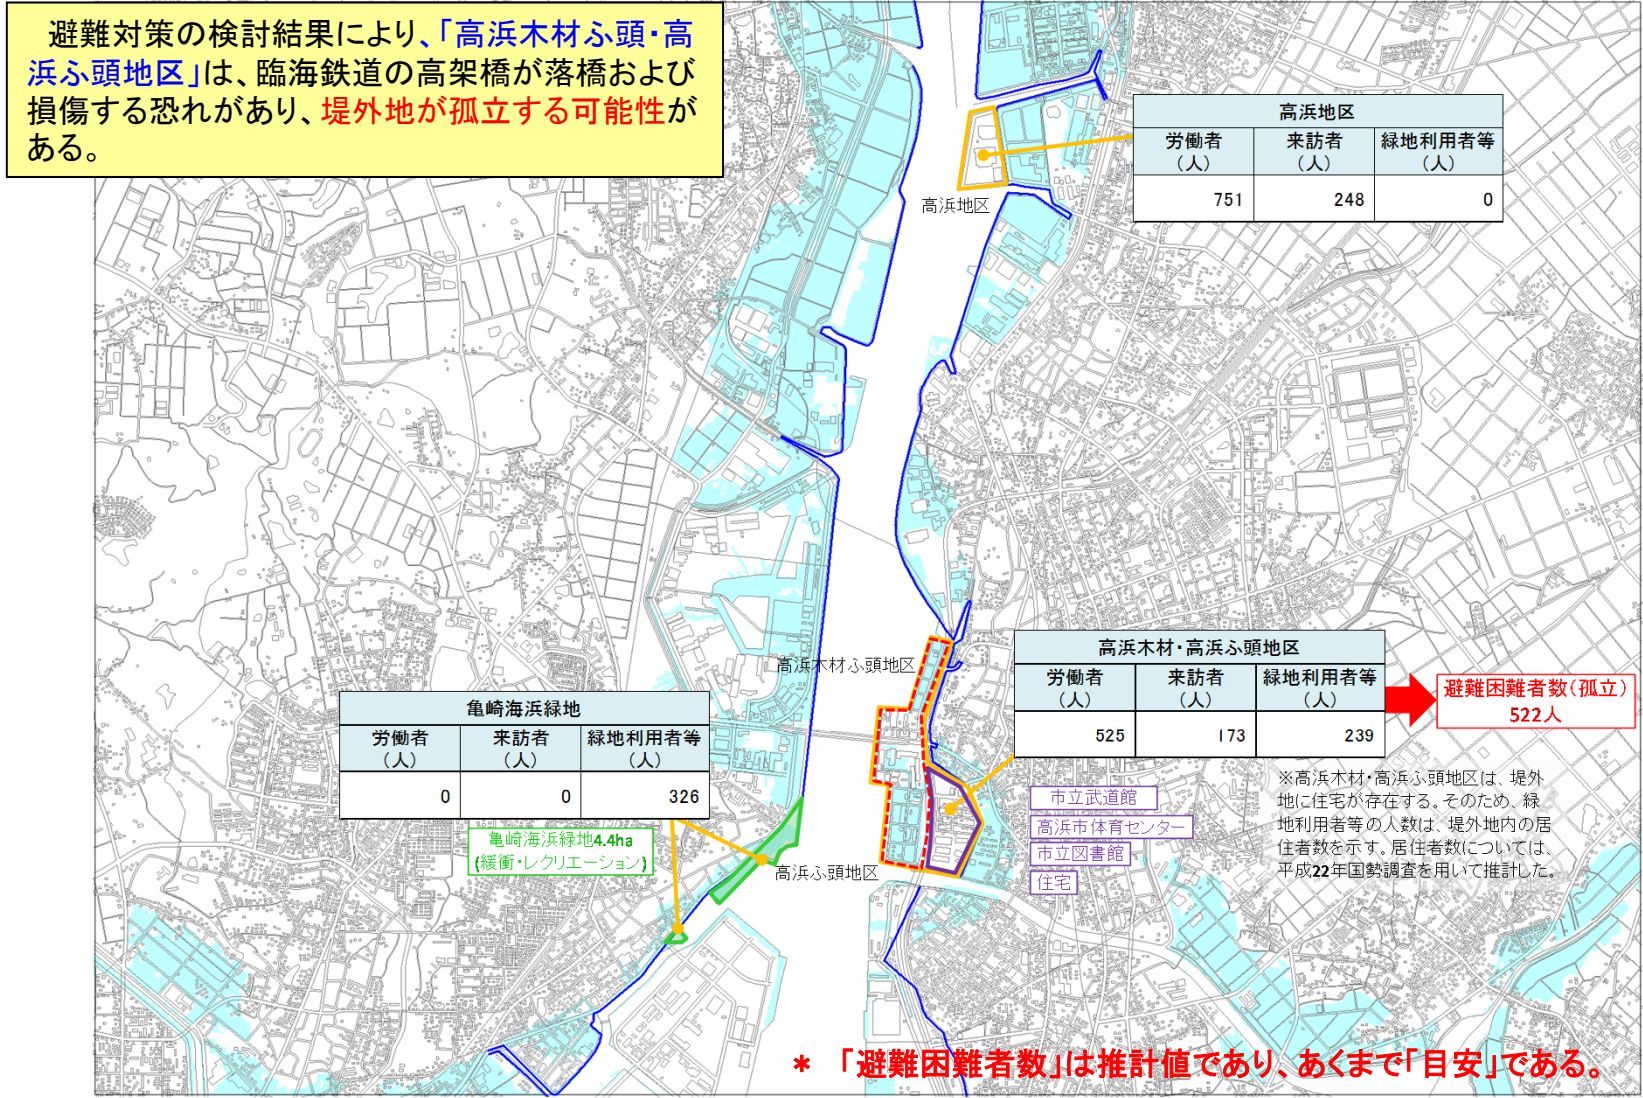 避難対策の検討結果により、「高浜木材ふ頭・高
浜ふ頭地区」は、臨海鉄道の高架橋が落橋および
損傷する恐れがあり、堤外地が孤立する可能性が
ある。
高浜地区
労働者 来訪者 緑地利用者等
(人) (人) (人)
751 248 0
高浜地区
高浜木材ふ頭地区
高浜木材・高浜ふ頭地区
労働者 来訪者 緑地利用者等
(人) (人) (人)
525 173 239
避難困難者数(孤立)
522人
亀崎海浜緑地
労働者 来訪者 緑地利用者等
(人) (人) (人)
0 0 326
亀崎海浜緑地4.4ha
(緩衝・レクリエーション)
高浜ふ頭地区
市立武道館
高浜市体育センター
市立図書館
住宅
※高浜木材・高浜ふ頭地区は、堤外
地に住宅が存在する。そのため、緑
地利用者等の人数は、堤外地内の居
住者数を示す。居住者数については、
平成22年国勢調査を用いて推計した。
* 「避難困難者数」は推計値であり、あくまで「目安」である。